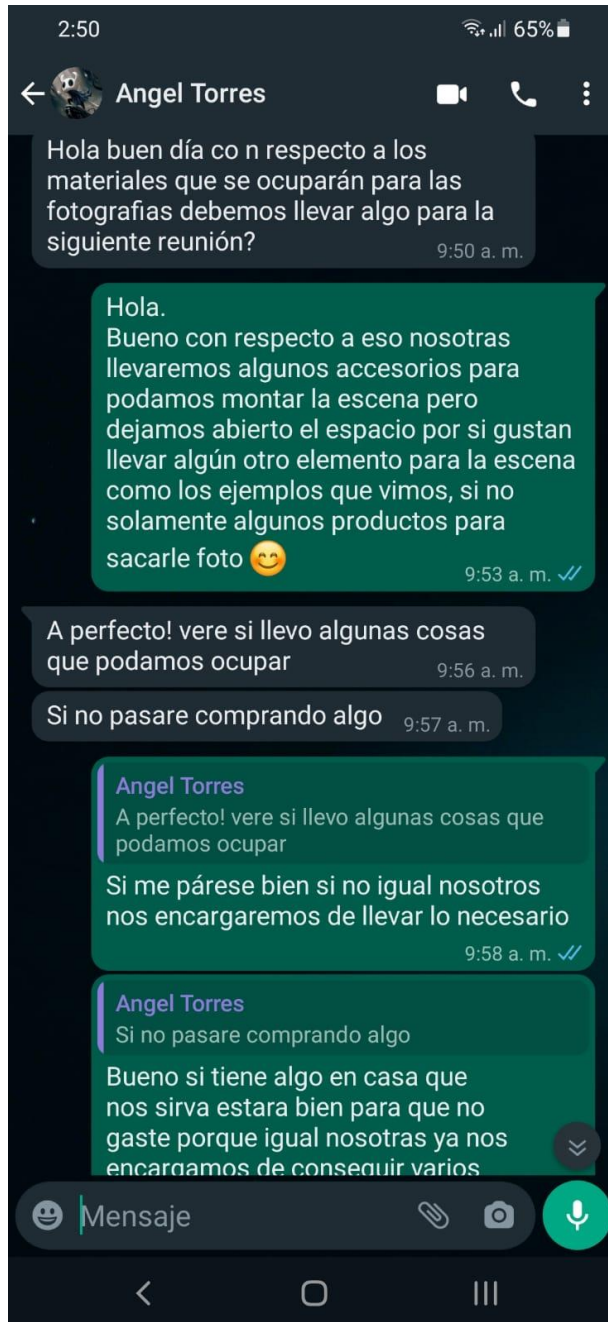 2:50 65%
Angel Torres
Hola buen día co n respecto a los
materiales que se ocuparán para las
fotografias debemos llevar algo para la
siguiente reunión? 9:50 a. m.
Hola.
Bueno con respecto a eso nosotras
llevaremos algunos accesorios para
podamos montar la escena pero
dejamos abierto el espacio por si gustan
llevar algún otro elemento para la escena
como los ejemplos que vimos, si no
solamente algunos productos para
sacarle foto 😊
9:53 a. m.
A perfecto! vere si llevo algunas cosas
que podamos ocupar 9:56 a. m.
Si no pasare comprando algo 9:57 a. m.
Angel Torres
A perfecto! vere si llevo algunas cosas que
podamos ocupar
Si me párese bien si no igual nosotros
nos encargaremos de llevar lo necesario
9:58 a. m.
Angel Torres
Si no pasare comprando algo
Bueno si tiene algo en casa que
nos sirva estara bien para que no
gaste porque igual nosotras ya nos
encargamos de conseguir varios
Mensaje